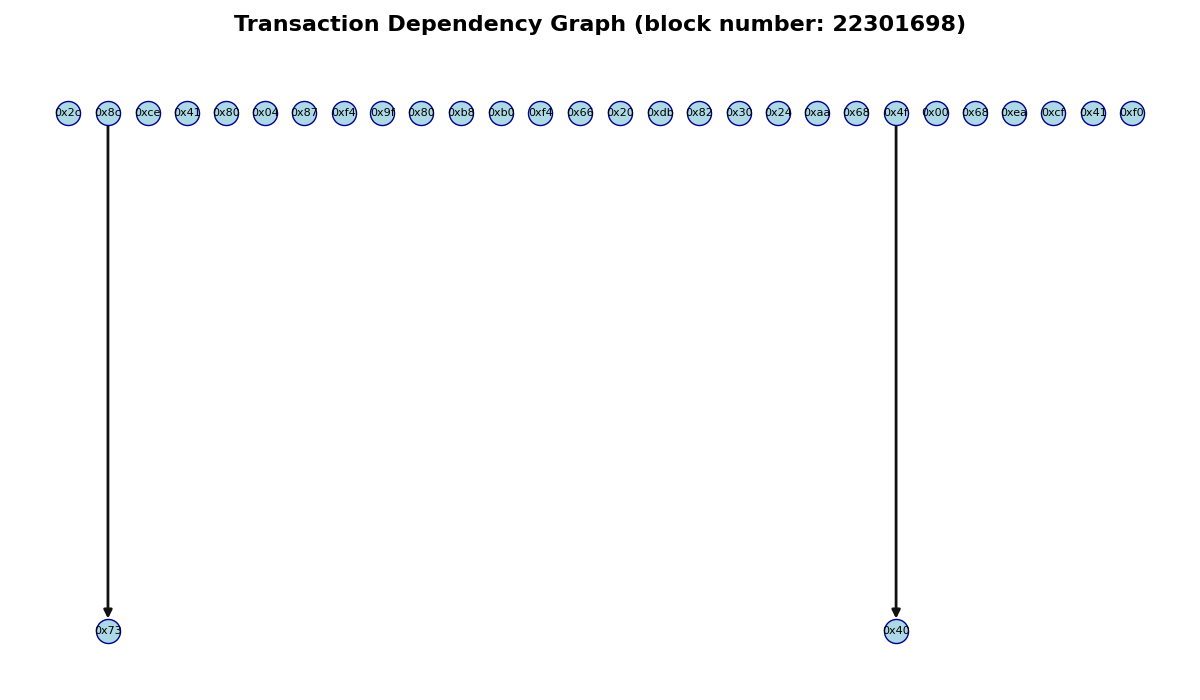 Transaction Dependency Graph (block number: 22301698)
0x2c 0x8c 0xce 0x41 0x80 0x04 0x87 0xf4 0x9f 0x80 0xb8 0xb0 0xf4 0x66 0x20 0xdb 0x82 0x30 0x24 0xaa 0x68 0x4f 0x00 0x68 0xea 0xcf 0x41 0xf0
0x73 0x40